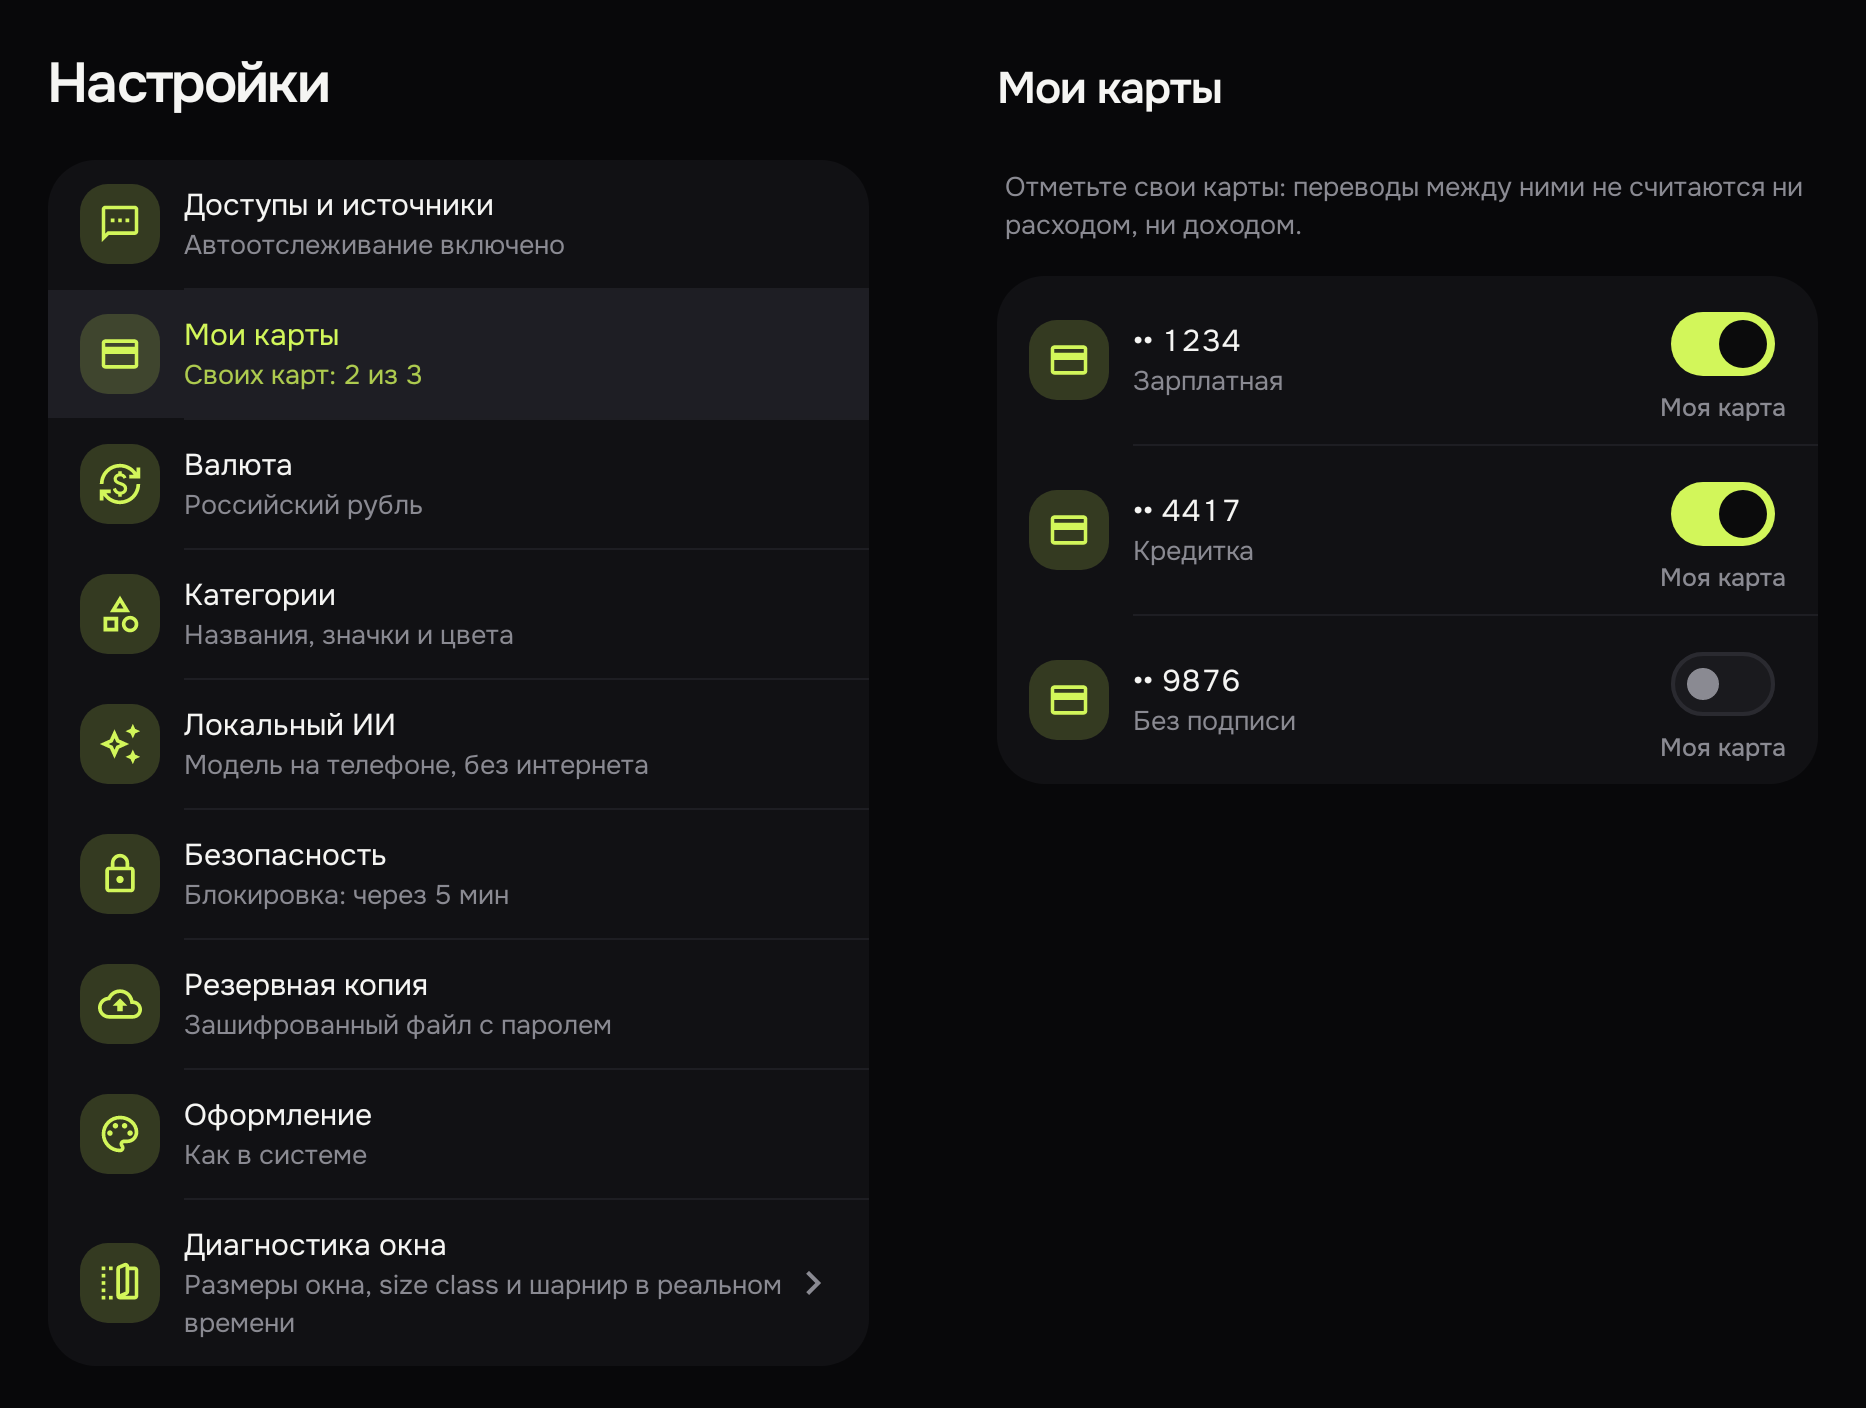 Настройки
Доступы и источники
Автоотслеживание включено
Мои карты
Своих карт: 2 из 3
Валюта
Российский рубль
Категории
Названия, значки и цвета
Локальный ИИ
Модель на телефоне, без интернета
Безопасность
Блокировка: через 5 мин
Резервная копия
Зашифрованный файл с паролем
Оформление
Как в системе
Диагностика окна
Размеры окна, size class и шарнир в реальном
времени
Мои карты
Отметьте свои карты: переводы между ними не считаются ни
расходом, ни доходом.
•• 1234
Зарплатная
Моя карта
•• 4417
Кредитка
Моя карта
•• 9876
Без подписи
Моя карта